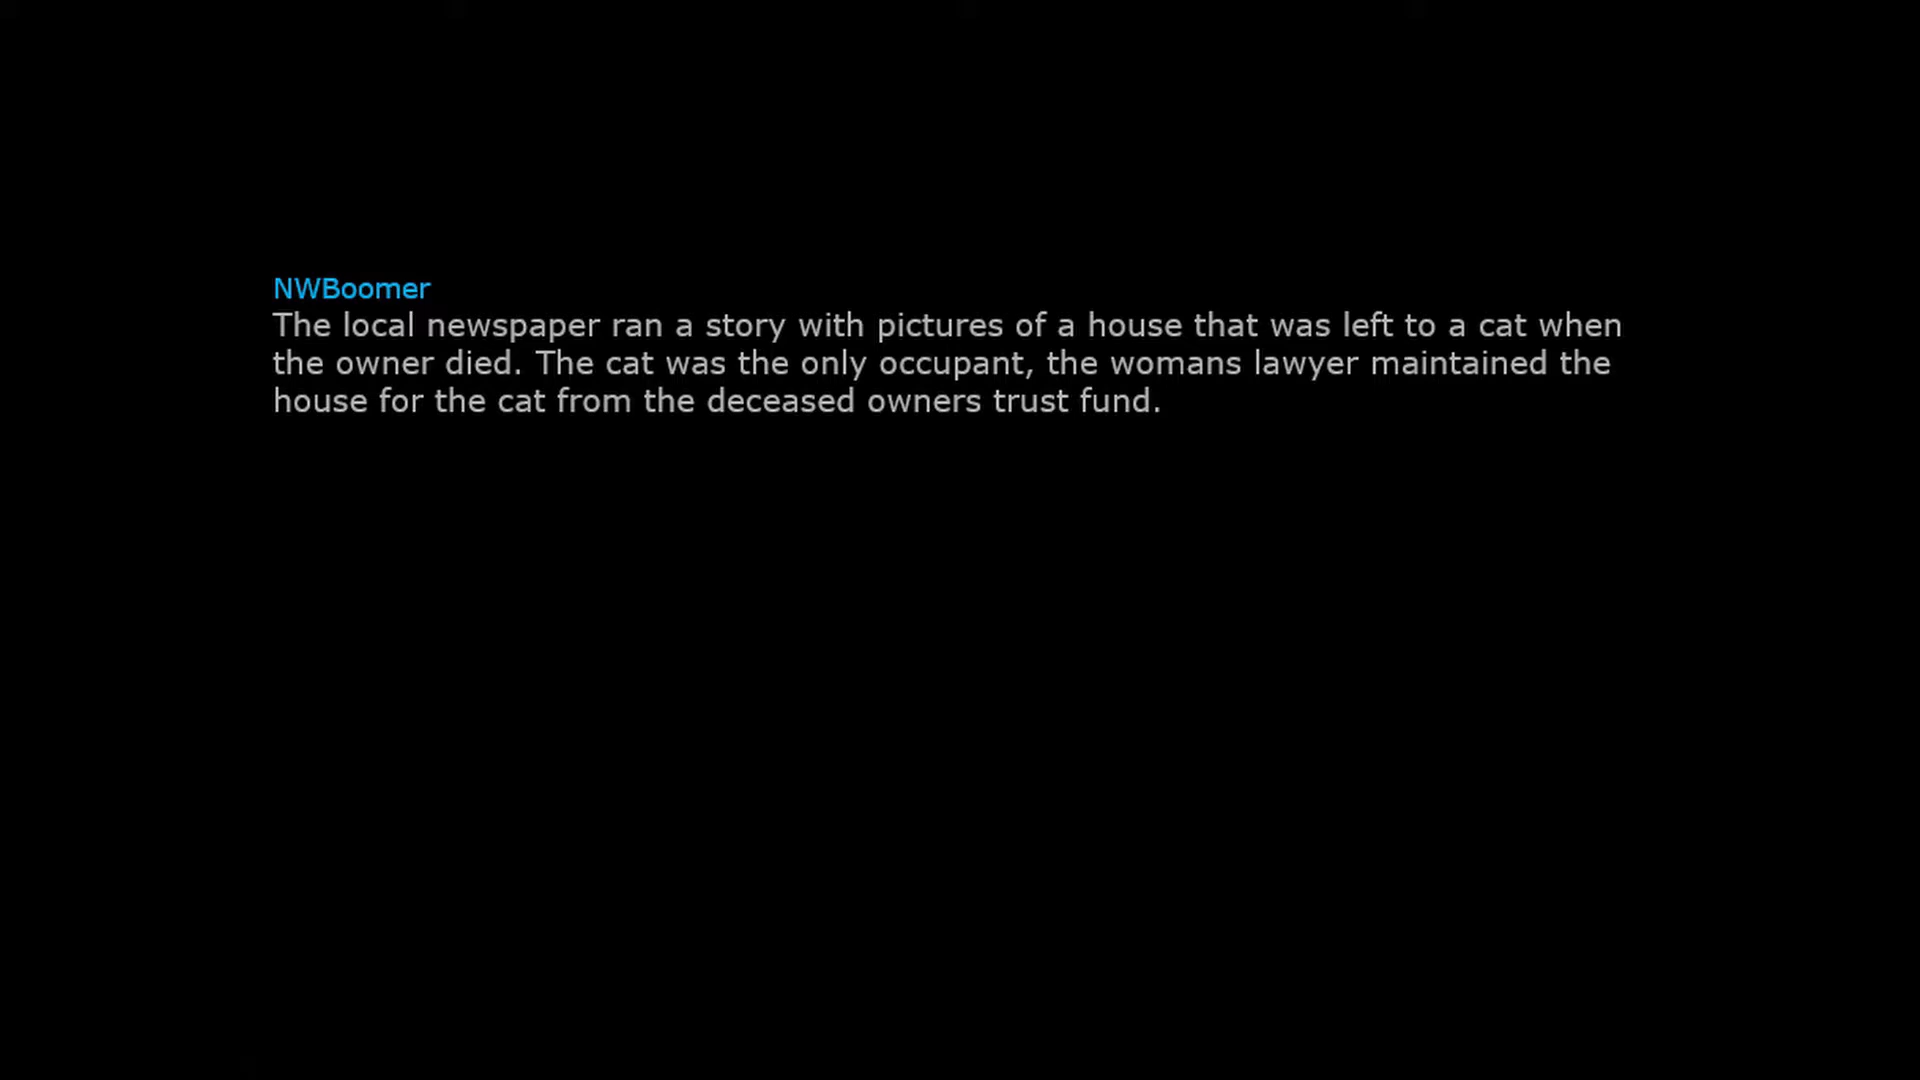 NWBoomer
The local newspaper ran a story with pictures of a house that was left to a cat when
the owner died. The cat was the only occupant, the womans lawyer maintained the
house for the cat from the deceased owners trust fund.